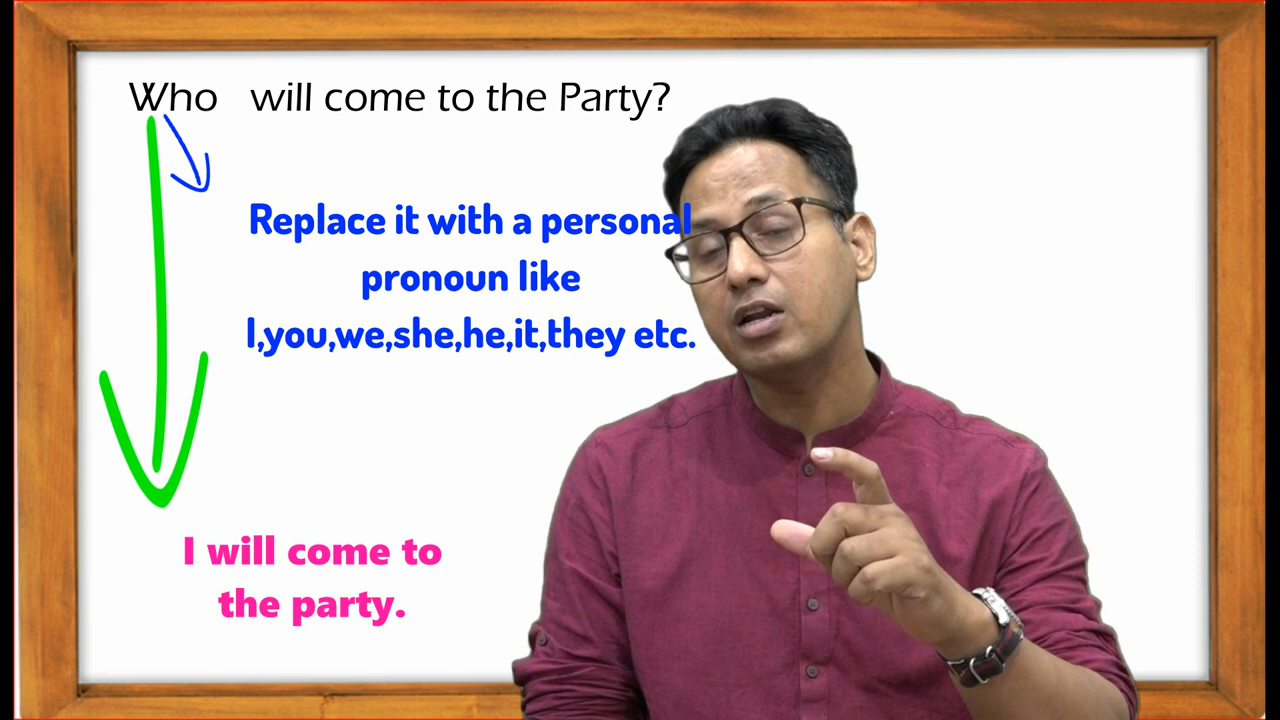 Who will come to the Party?
Replace it with a personal
pronoun like
I,you,we,she,he,it,they etc.
I will come to
the party.